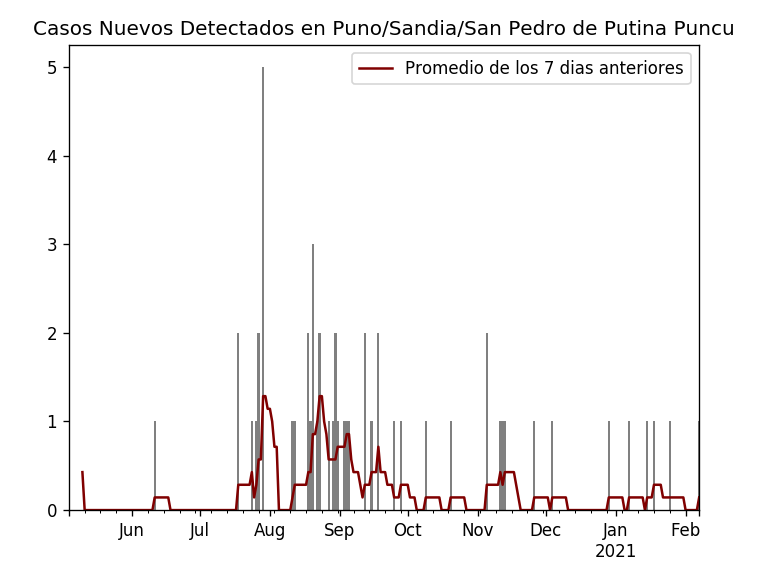 Casos Nuevos Detectados en Puno/Sandia/San Pedro de Putina Puncu
Promedio de los 7 dias anteriores
5
4
3
2
1
0
Jun Jul Aug Sep Oct Nov Dec Jan Feb
2021